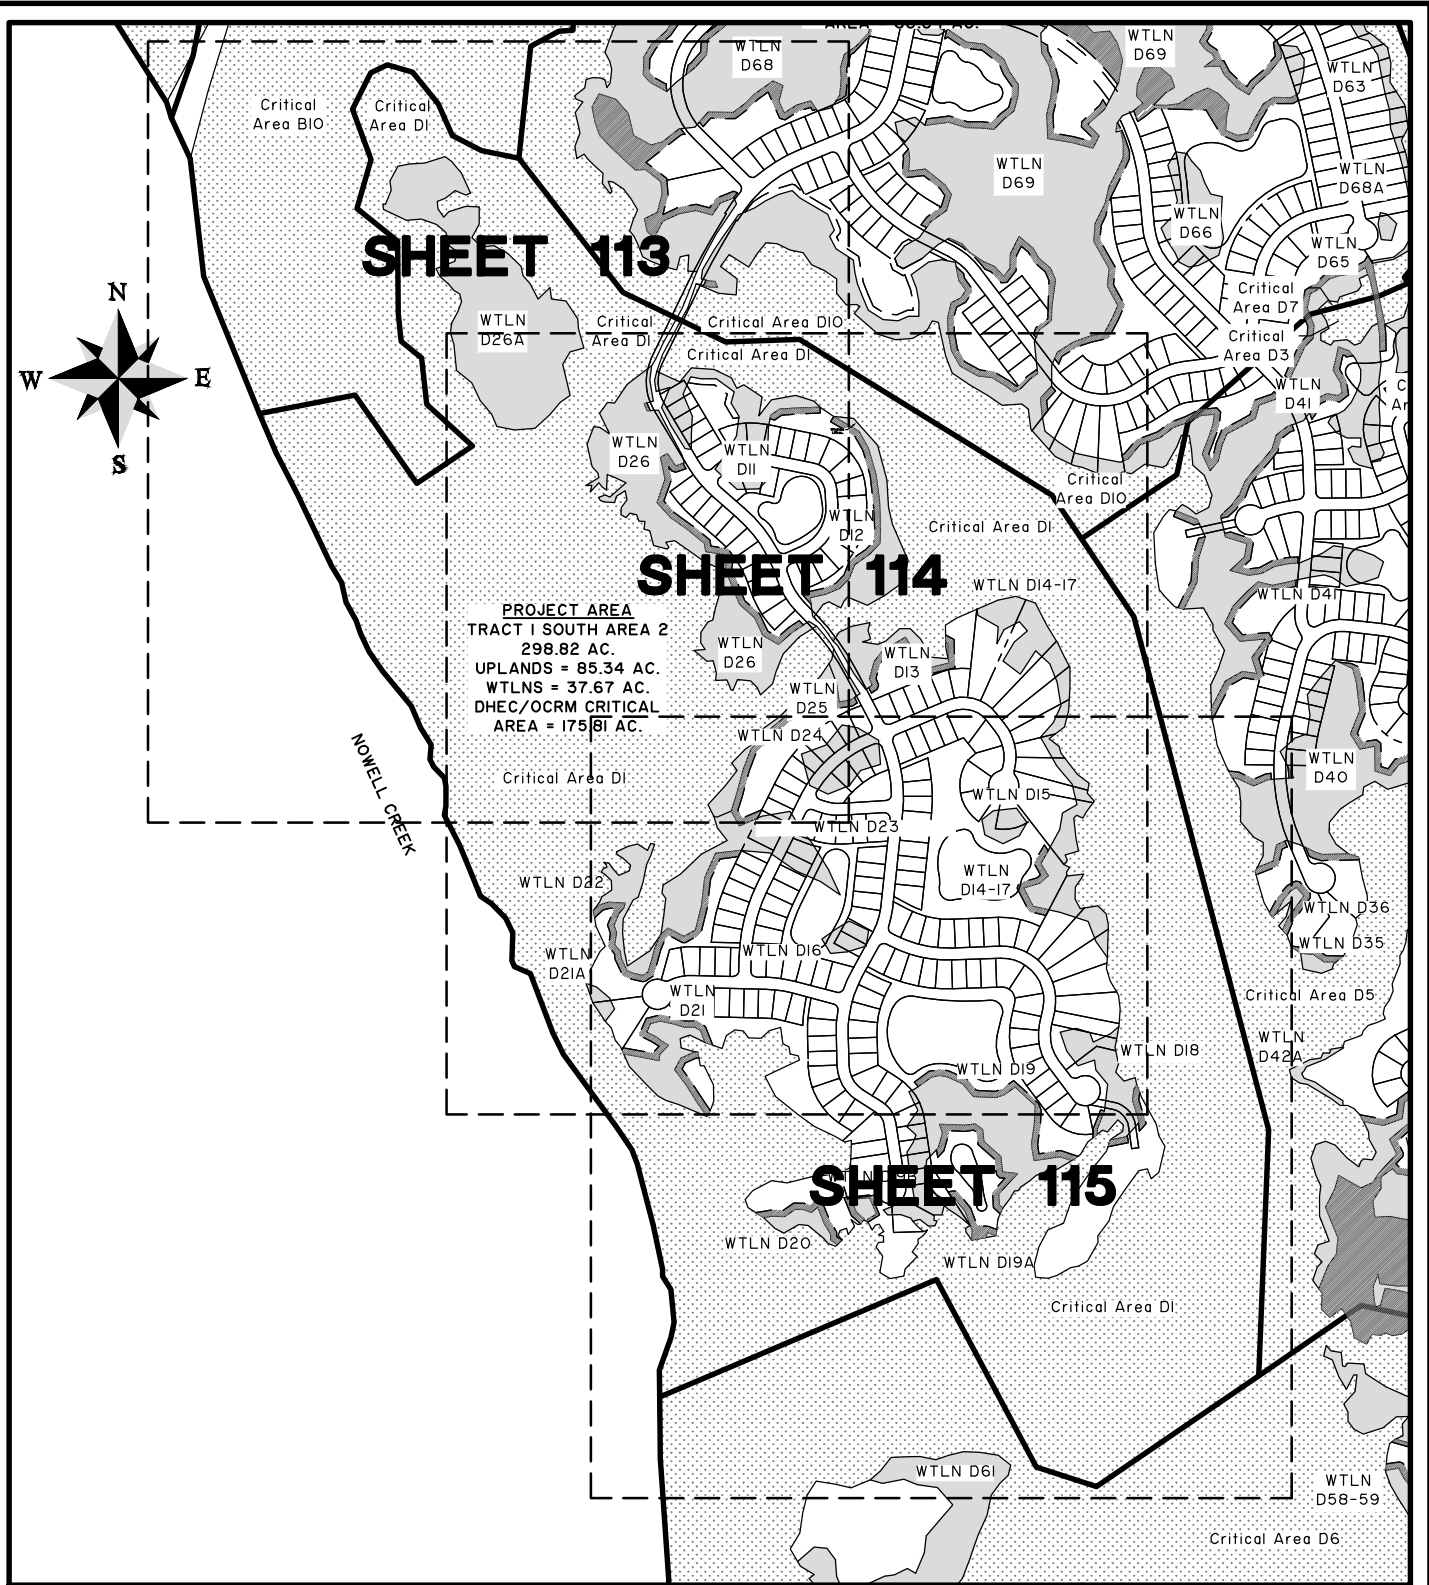 WTLN
D68
WTLN
D69
WTLN
D63
Critical
Area B10
Critical
Area D1
WTLN
D69
WTLN
D68A
WTLN
D66
WTLN
D65
SHEET 113
N
W
E
S
Critical
Area D7
WTLN
D26A
Critical
Area D1
Critical Area D10
Critical Area D1
Critical
Area D3
WTLN
D41
WTLN
D26
WTLN
D11
Critical
Area D10
WTLN
D12
Critical Area D1
SHEET 114
WTLN D14-17
WTLN D41
PROJECT AREA
TRACT 1 SOUTH AREA 2
298.82 AC.
UPLANDS = 85.34 AC.
WTLNS = 37.67 AC.
DHEC/OCRM CRITICAL
AREA = 175.81 AC.
WTLN
D26
WTLN
D13
WTLN
D25
WTLN D24
NOWELL CREEK
Critical Area D1
WTLN
D40
WTLN D15
WTLN D23
WTLN D22
WTLN
D14-17
WTLN D36
WTLN D35
WTLN
D21A
WTLN D16
WTLN
D21
Critical Area D5
WTLN
D42A
WTLN D18
WTLN D19
SHEET 115
WTLN D20
WTLN D19A
Critical Area D1
WTLN D61
WTLN
D58-59
Critical Area D6